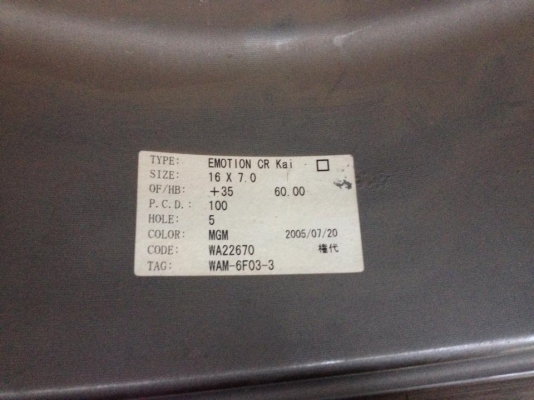 TYPE: EMOTION CR Kai □
SIZE: 16 X 7.0
OF/HB: +35 60.00
P.C.D.: 100
HOLE: 5
COLOR: MGM 2005/07/20
CODE: WA22670 権代
TAG: WAM-6F03-3